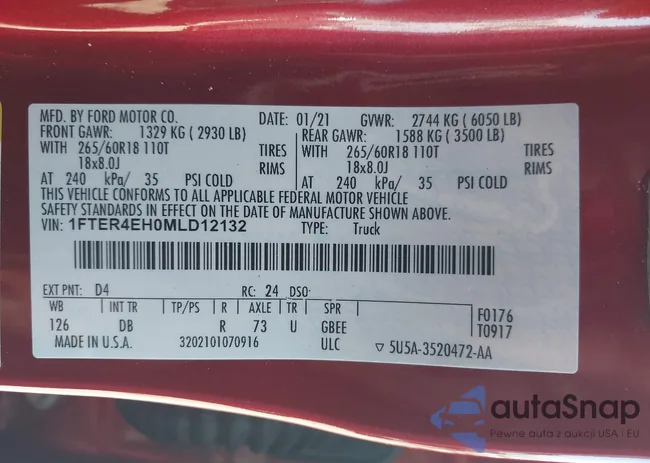 MFD. BY FORD MOTOR CO. DATE: 01/21 GVWR: 2744 KG ( 6050 LB)
FRONT GAWR: 1329 KG ( 2930 LB) REAR GAWR: 1588 KG ( 3500 LB)
WITH 265/60R18 110T TIRES WITH 265/60R18 110T TIRES
18x8.0J RIMS 18x8.0J RIMS
AT 240 kPa/ 35 PSI COLD AT 240 kPa/ 35 PSI COLD
THIS VEHICLE CONFORMS TO ALL APPLICABLE FEDERAL MOTOR VEHICLE
SAFETY STANDARDS IN EFFECT ON THE DATE OF MANUFACTURE SHOWN ABOVE.
VIN: 1FTER4EH0MLD12132 TYPE: Truck
EXT PNT: D4 RC: 24 DSO:
WB INT TR TP/PS R AXLE TR SPR F0176
126 DB R 73 U GBEE T0917
MADE IN U.S.A. 3202101070916 ULC ▽ 5U5A-3520472-AA
autaSnap
Pewne auta z aukcji USA i EU